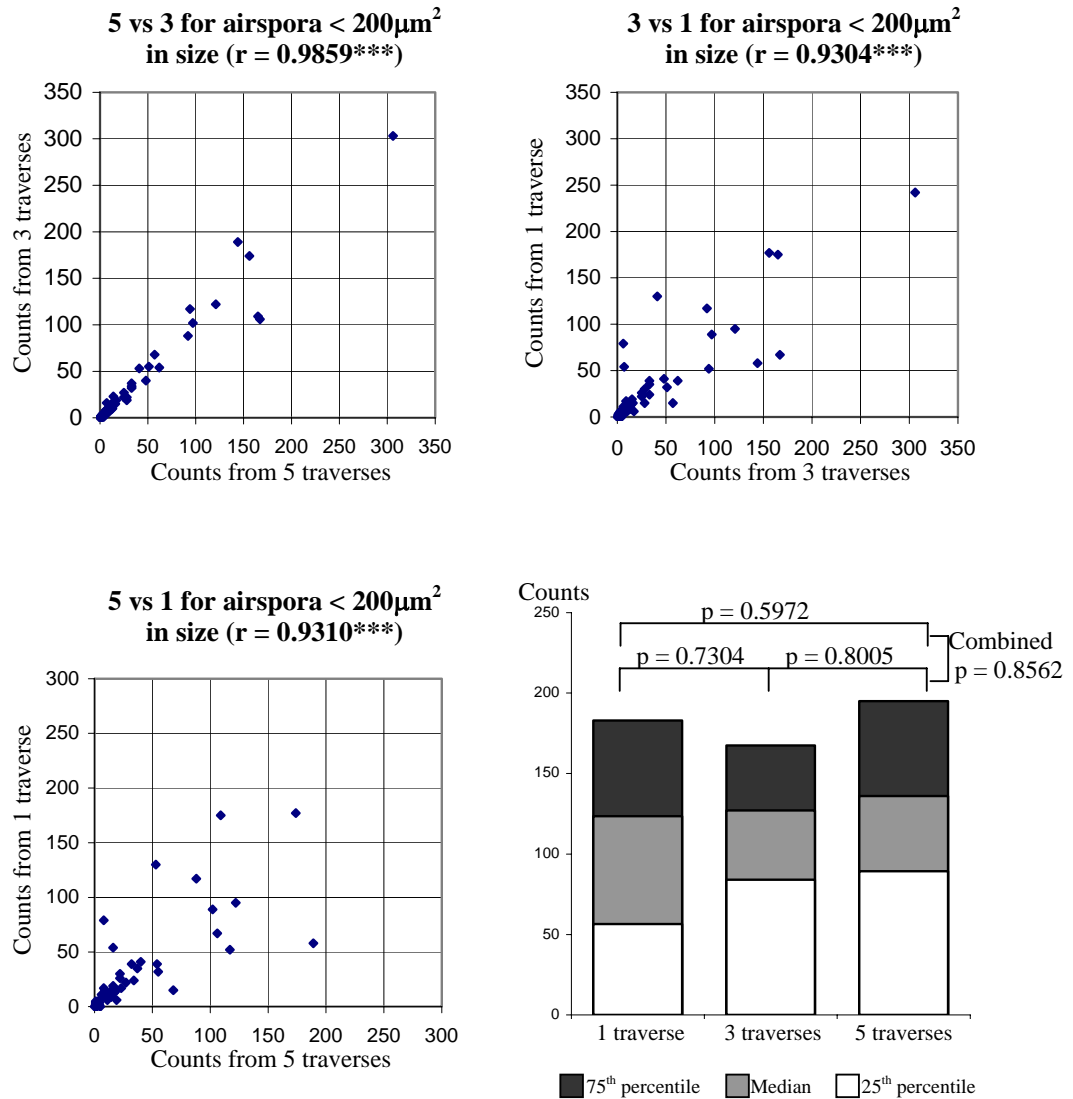 5 vs 3 for airspora < 200μm²
in size (r = 0.9859***)
350
300
250
200
150
100
50
0
Counts from 3 traverses
0 50 100 150 200 250 300 350
Counts from 5 traverses
3 vs 1 for airspora < 200μm²
in size (r = 0.9304***)
350
300
250
200
150
100
50
0
Counts from 1 traverse
0 50 100 150 200 250 300 350
Counts from 3 traverses
5 vs 1 for airspora < 200μm²
in size (r = 0.9310***)
300
250
200
150
100
50
0
Counts from 1 traverse
0 50 100 150 200 250 300
Counts from 5 traverses
Counts
250
200
150
100
50
0
p = 0.5972
p = 0.7304 p = 0.8005
Combined
p = 0.8562
1 traverse 3 traverses 5 traverses
75th percentile Median 25th percentile